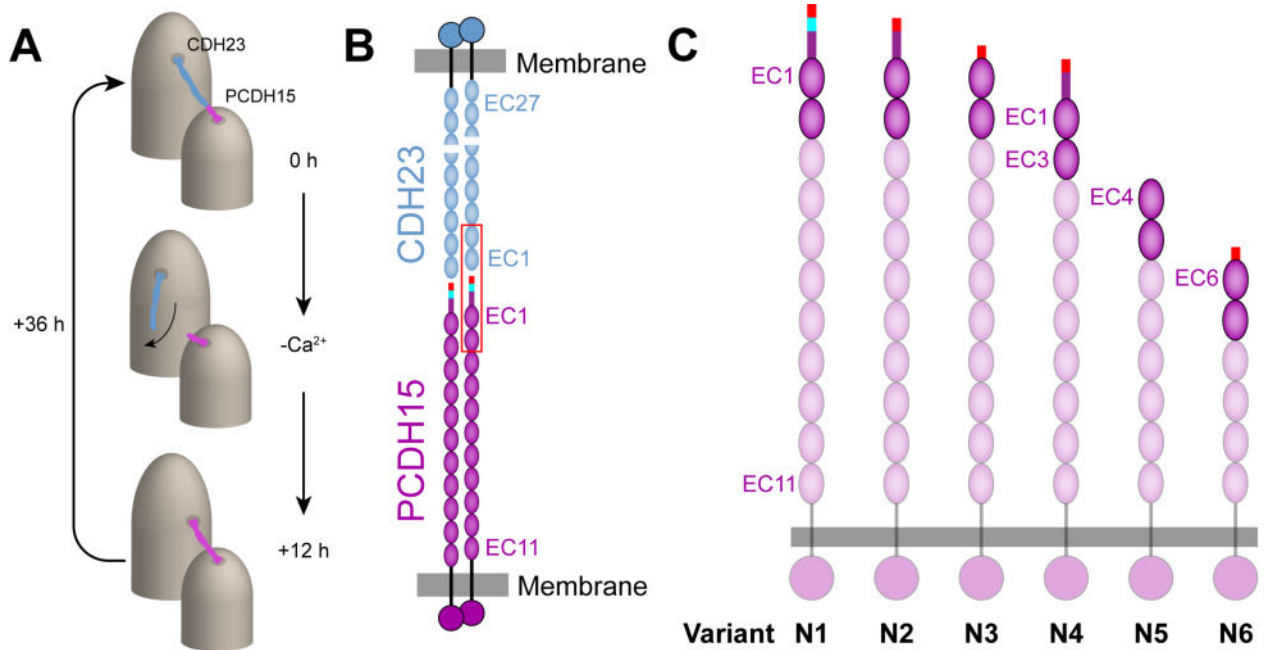 A
CDH23
PCDH15
0 h
-Ca²⁺
+36 h
+12 h
B
Membrane
EC27
CDH23
EC1
EC1
PCDH15
EC11
Membrane
C
EC1
EC1
EC3
EC4
EC6
EC11
Variant N1 N2 N3 N4 N5 N6